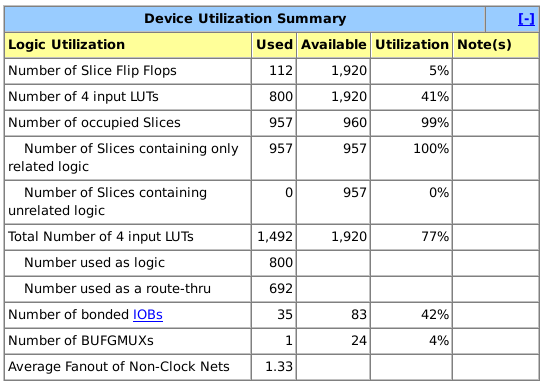 Device Utilization Summary [-]
Logic Utilization Used Available Utilization Note(s)
Number of Slice Flip Flops 112 1,920 5%
Number of 4 input LUTs 800 1,920 41%
Number of occupied Slices 957 960 99%
Number of Slices containing only 957 957 100%
related logic
Number of Slices containing 0 957 0%
unrelated logic
Total Number of 4 input LUTs 1,492 1,920 77%
Number used as logic 800
Number used as a route-thru 692
Number of bonded IOBs 35 83 42%
Number of BUFGMUXs 1 24 4%
Average Fanout of Non-Clock Nets 1.33